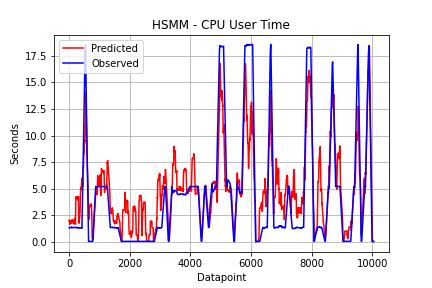 HSMM - CPU User Time
Predicted
Observed
Seconds
17.5
15.0
12.5
10.0
7.5
5.0
2.5
0.0
0 2000 4000 6000 8000 10000
Datapoint